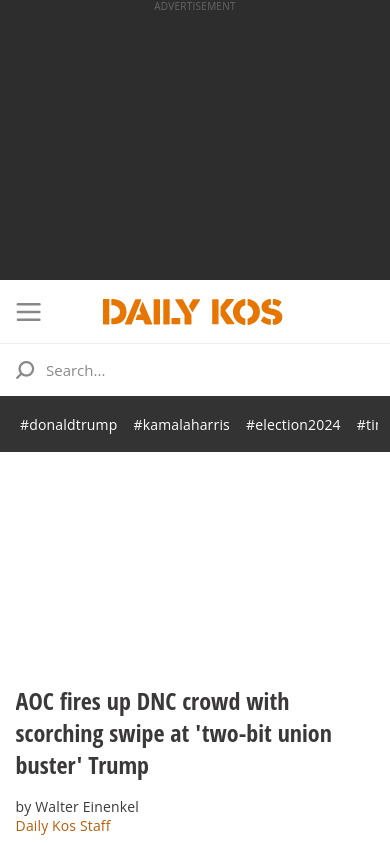 ADVERTISEMENT
DAILY KOS
Search...
#donaldtrump #kamalaharris #election2024
AOC fires up DNC crowd with
scorching swipe at 'two-bit union
buster' Trump
by Walter Einenkel
Daily Kos Staff